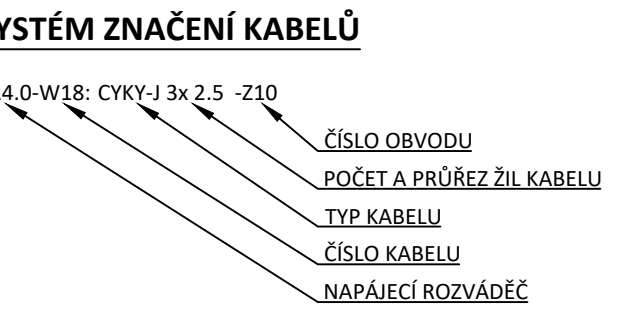 YSTÉM ZNAČENÍ KABELŮ
4.0-W18: CYKY-J 3x 2.5 -Z10
ČÍSLO OBVODU
POČET A PRŮŘEZ ŽIL KABELU
TYP KABELU
ČÍSLO KABELU
NAPÁJECÍ ROZVÁDĚČ